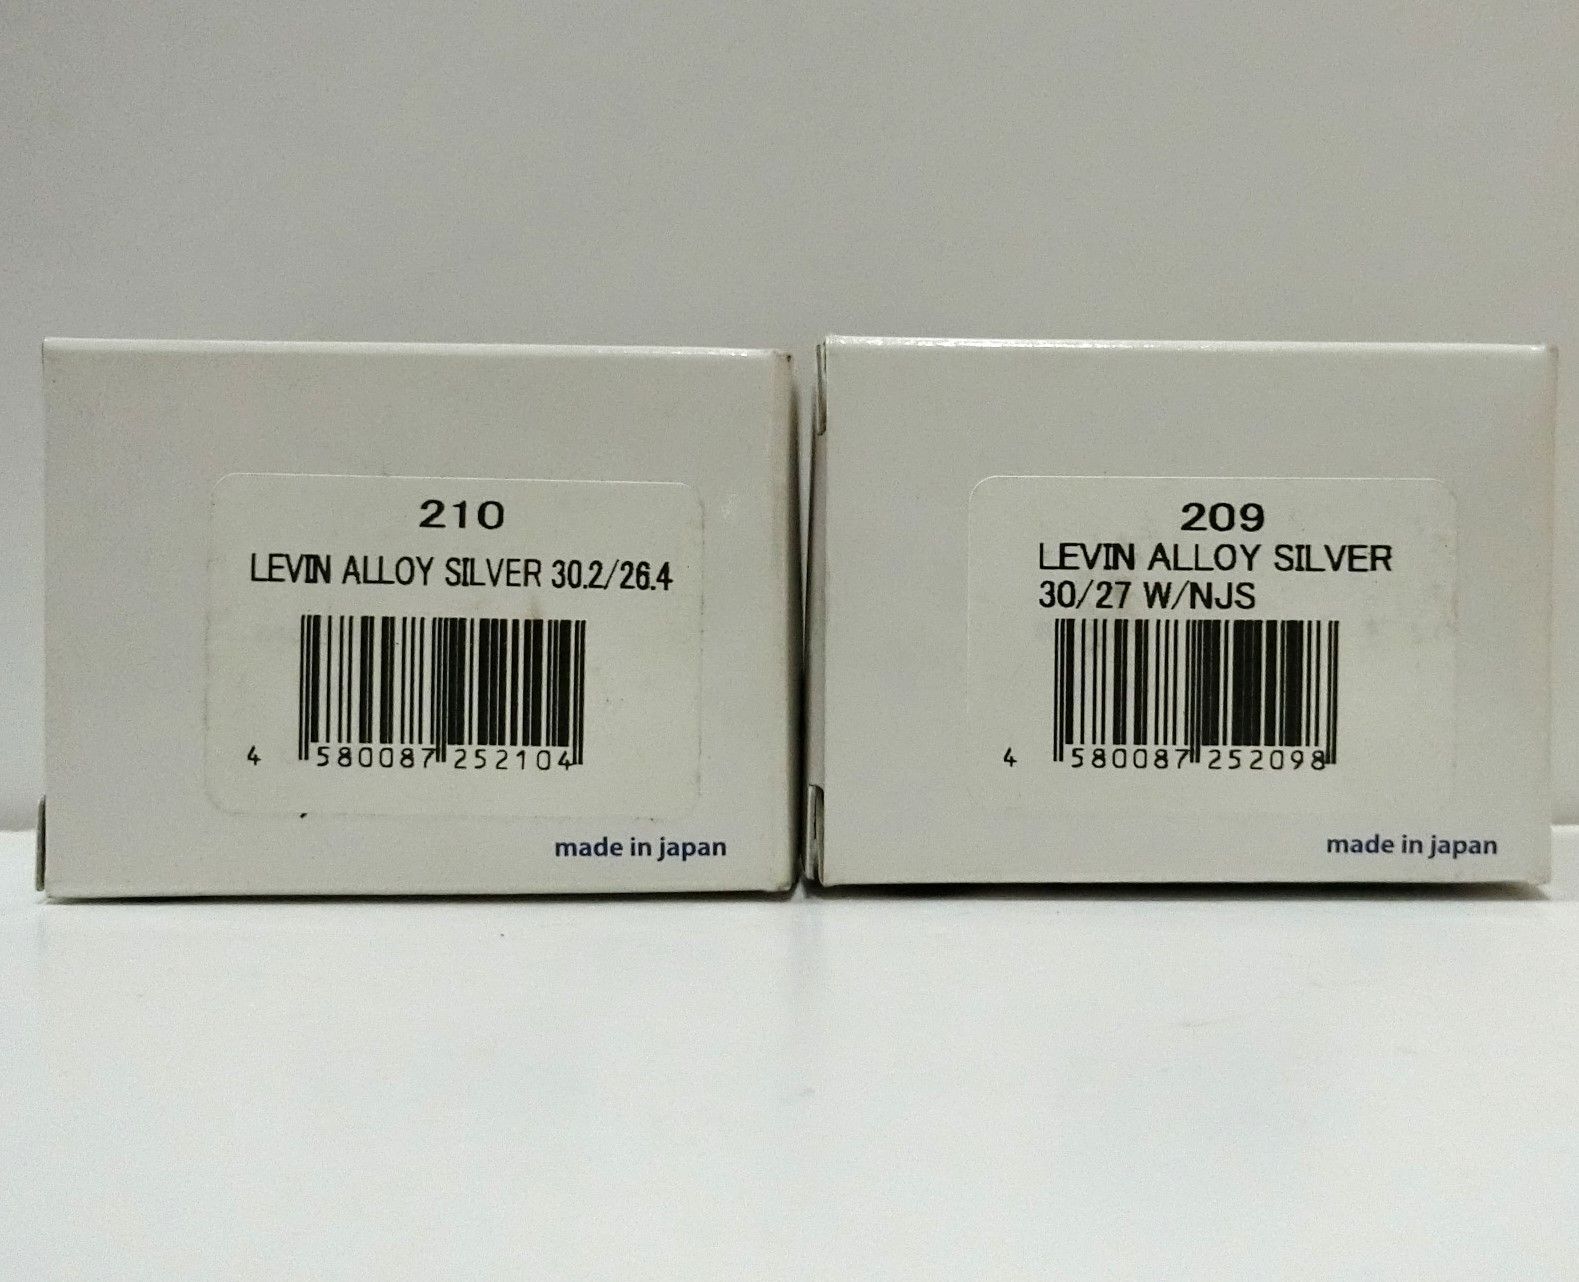 210
LEVIN ALLOY SILVER 30.2/26.4
4 580087 252104
made in japan
209
LEVIN ALLOY SILVER
30/27 W/NJS
4 580087 252098
made in japan